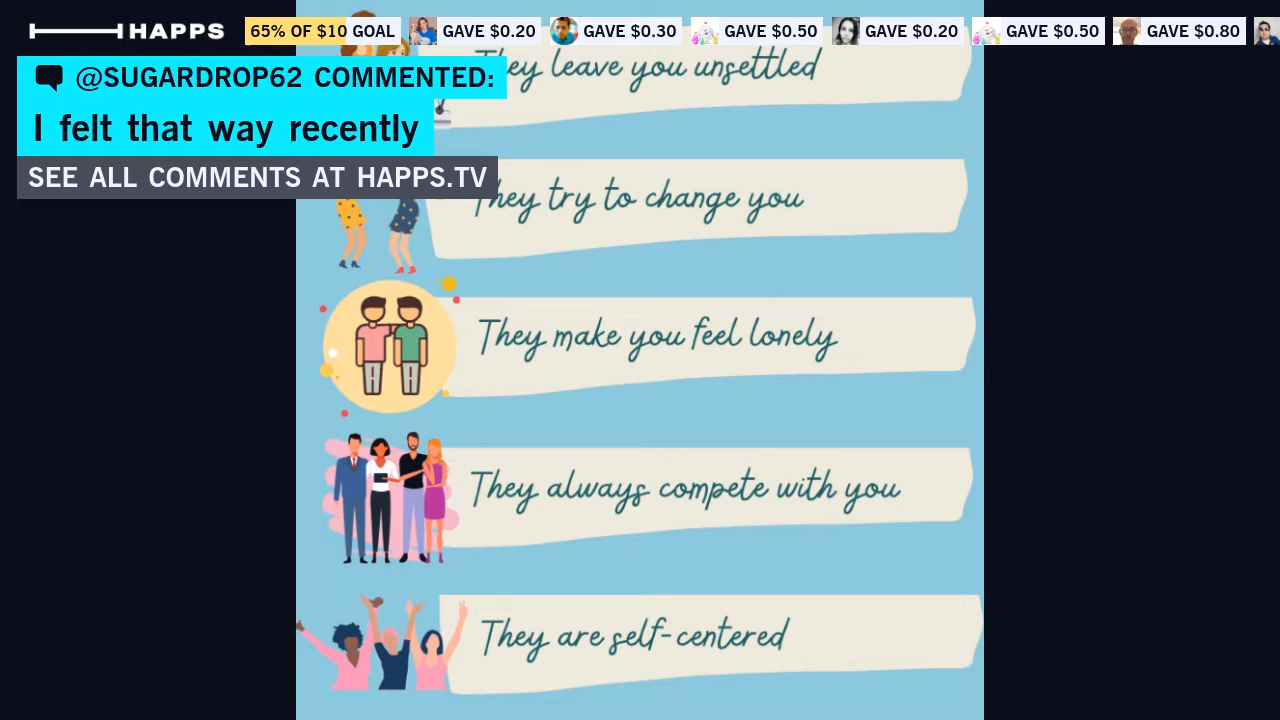 HAPPS
65% OF $10 GOAL
GAVE $0.20
GAVE $0.30
GAVE $0.50
GAVE $0.20
GAVE $0.50
GAVE $0.80
@SUGARDROP62 COMMENTED:
I felt that way recently
SEE ALL COMMENTS AT HAPPS.TV
They leave you unsettled
They try to change you
They make you feel lonely
They always compete with you
They are self-centered